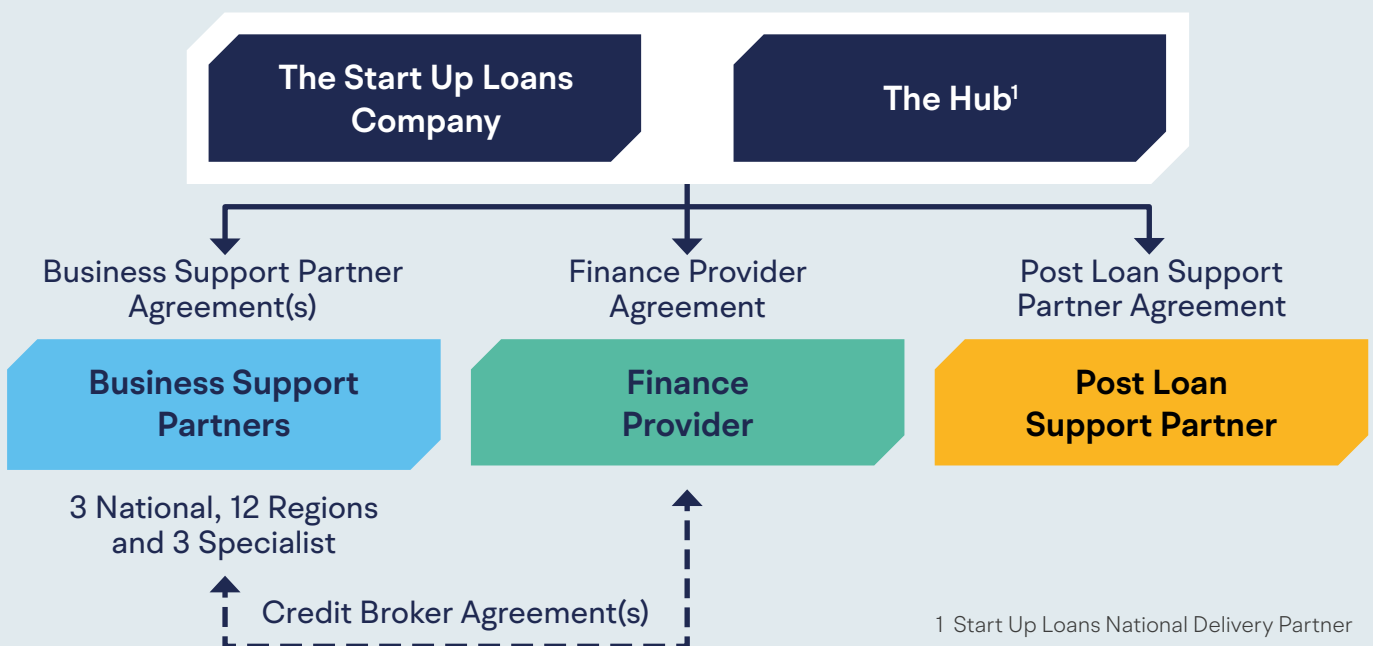 The Start Up Loans
Company
The Hub¹
Business Support Partner
Agreement(s)
Finance Provider
Agreement
Post Loan Support
Partner Agreement
Business Support
Partners
Finance
Provider
Post Loan
Support Partner
3 National, 12 Regions
and 3 Specialist
Credit Broker Agreement(s)
1 Start Up Loans National Delivery Partner